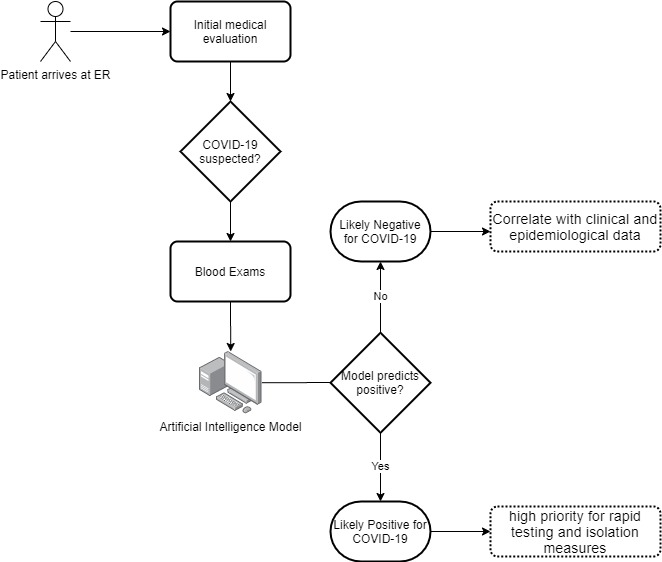 Initial medical
evaluation
Patient arrives at ER
COVID-19
suspected?
Likely Negative
for COVID-19
Correlate with clinical and
epidemiological data
Blood Exams
No
Model predicts
positive?
Artificial Intelligence Model
Yes
Likely Positive for
COVID-19
high priority for rapid
testing and isolation
measures